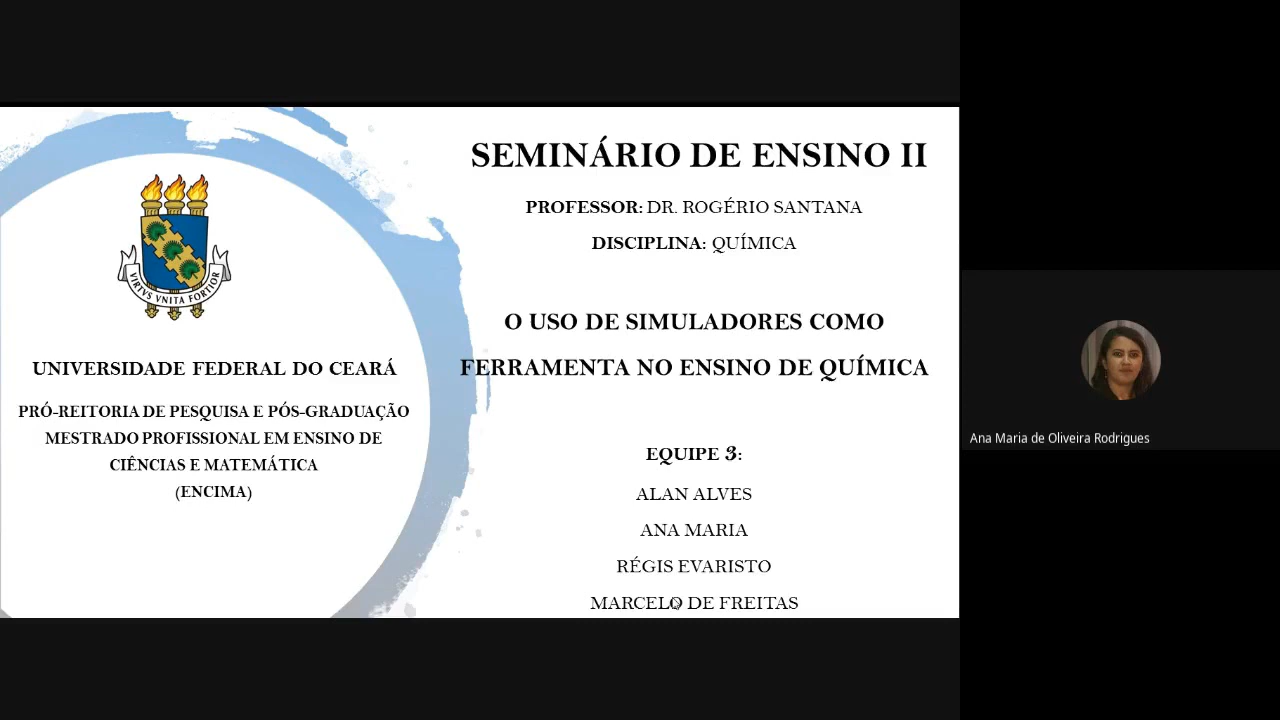 VIRTVS VNITA FORTIOR
UNIVERSIDADE FEDERAL DO CEARÁ
PRÓ-REITORIA DE PESQUISA E PÓS-GRADUAÇÃO
MESTRADO PROFISSIONAL EM ENSINO DE
CIÊNCIAS E MATEMÁTICA
(ENCIMA)
SEMINÁRIO DE ENSINO II
PROFESSOR: DR. ROGÉRIO SANTANA
DISCIPLINA: QUÍMICA
O USO DE SIMULADORES COMO
FERRAMENTA NO ENSINO DE QUÍMICA
EQUIPE 3:
ALAN ALVES
ANA MARIA
RÉGIS EVARISTO
MARCELO DE FREITAS
Ana Maria de Oliveira Rodrigues